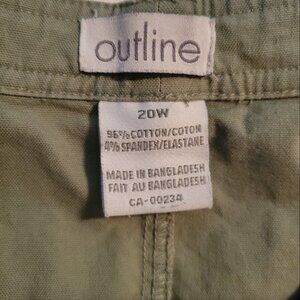 outline
20W
96% COTTON/COTON
4% SPANDEX/ELASTANE
MADE IN BANGLADESH
FAIT AU BANGLADESH
CA-00234